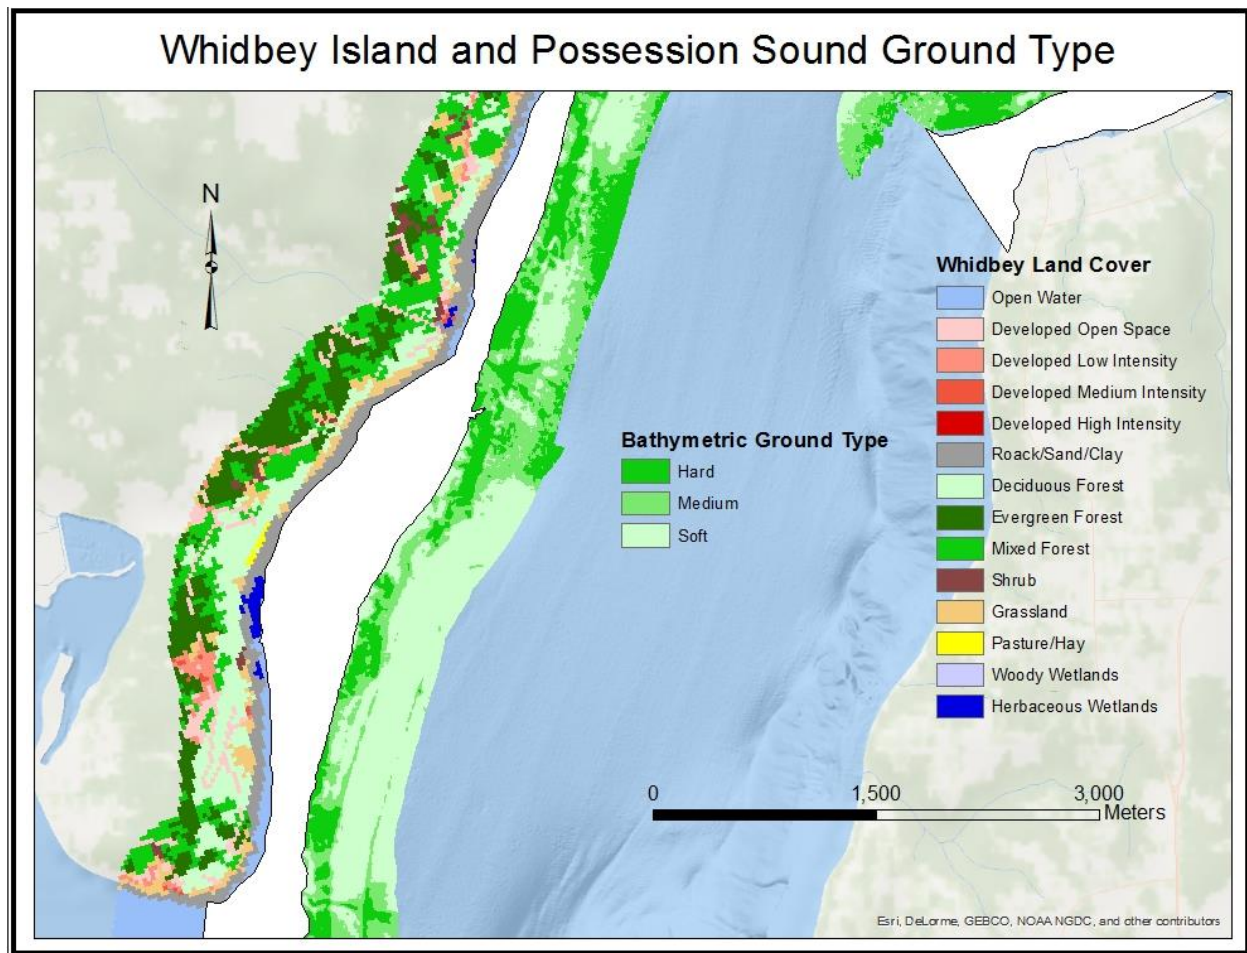 Whidbey Island and Possession Sound Ground Type
N
Whidbey Land Cover
Open Water
Developed Open Space
Developed Low Intensity
Developed Medium Intensity
Developed High Intensity
Roack/Sand/Clay
Deciduous Forest
Evergreen Forest
Mixed Forest
Shrub
Grassland
Pasture/Hay
Woody Wetlands
Herbaceous Wetlands
Bathymetric Ground Type
Hard
Medium
Soft
0 1,500 3,000
Meters
Esri, DeLorme, GEBCO, NOAA NGDC, and other contributors